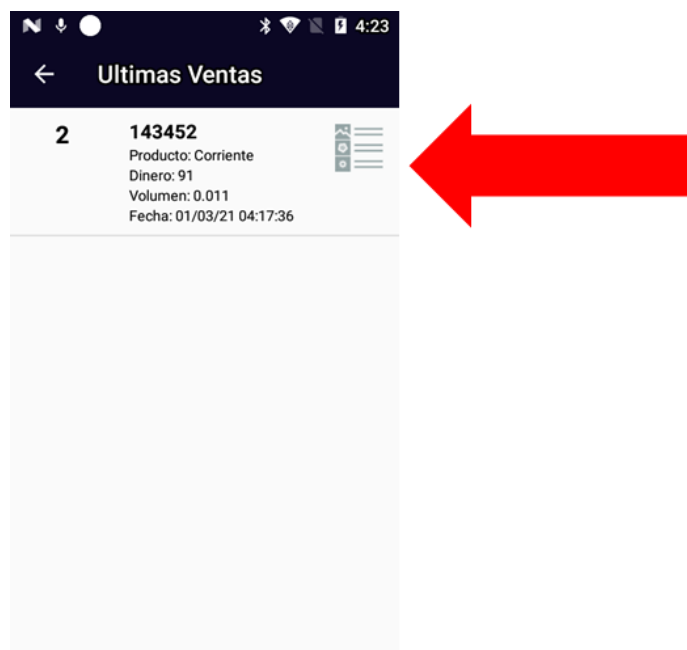 4:23
Ultimas Ventas
2
143452
Producto: Corriente
Dinero: 91
Volumen: 0.011
Fecha: 01/03/21 04:17:36